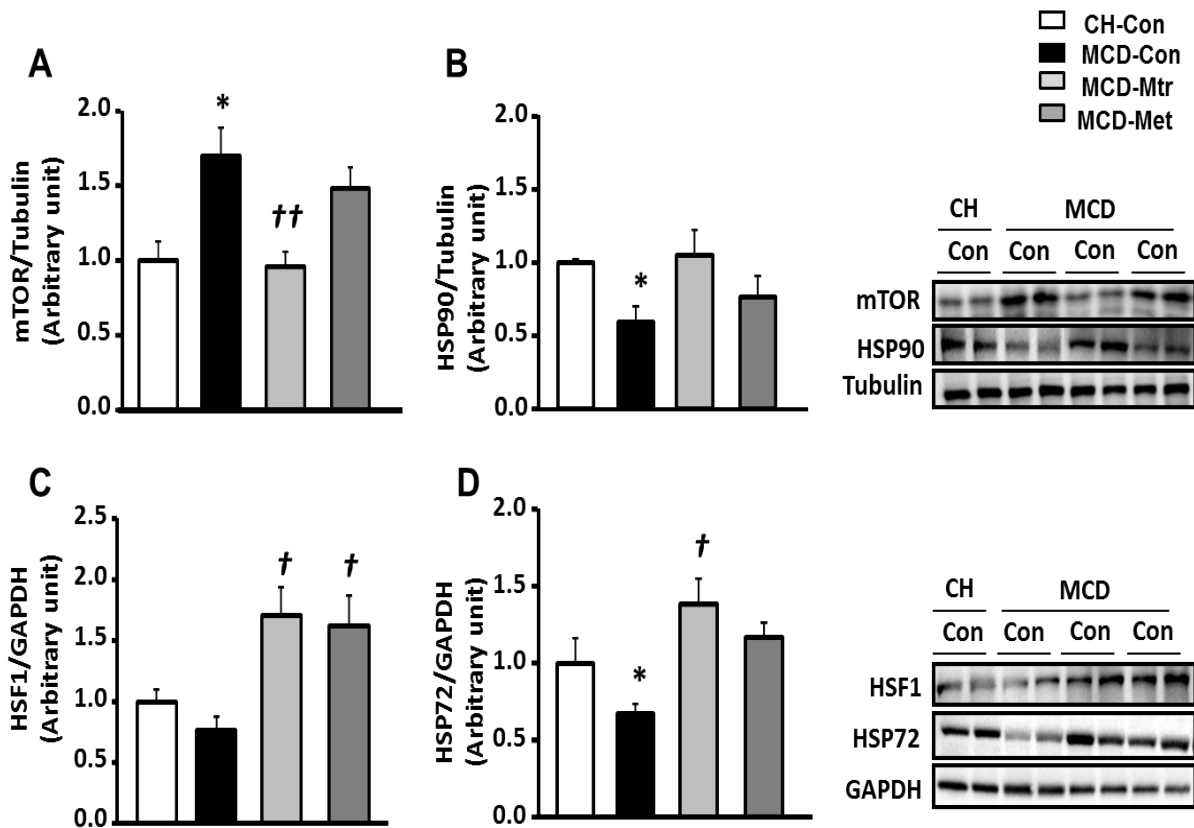 CH-Con
MCD-Con
MCD-Mtr
MCD-Met
A
mTOR/Tubulin
(Arbitrary unit)
2.0
1.5
1.0
0.5
0.0
*
††
B
HSP90/Tubulin
(Arbitrary unit)
2.0
1.5
1.0
0.5
0.0
*
CH MCD
Con Con Con Con
mTOR
HSP90
Tubulin
C
HSF1/GAPDH
(Arbitrary unit)
2.5
2.0
1.5
1.0
0.5
0.0
† †
D
HSP72/GAPDH
(Arbitrary unit)
2.0
1.5
1.0
0.5
0.0
*
†
CH MCD
Con Con Con Con
HSF1
HSP72
GAPDH